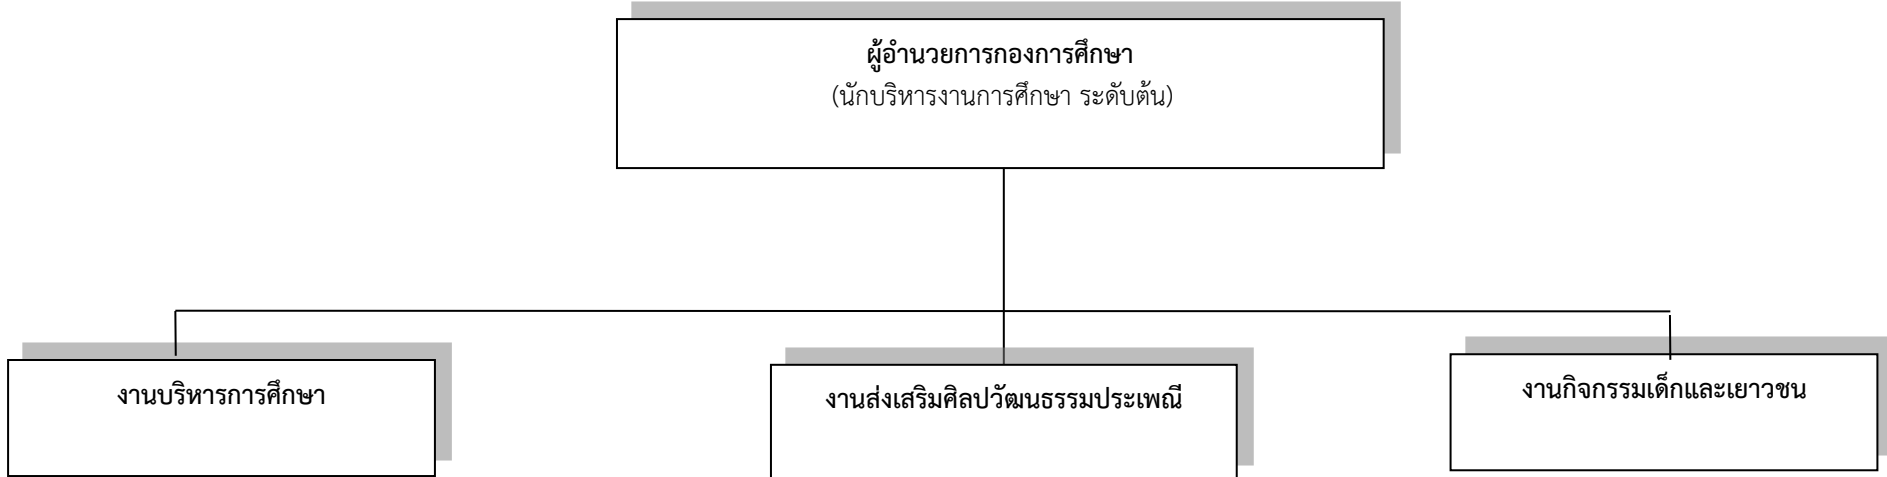 ผู้อำนวยการกองการศึกษา
(นักบริหารงานการศึกษา ระดับต้น)
งานบริหารการศึกษา
งานส่งเสริมศิลปวัฒนธรรมประเพณี
งานกิจกรรมเด็กและเยาวชน